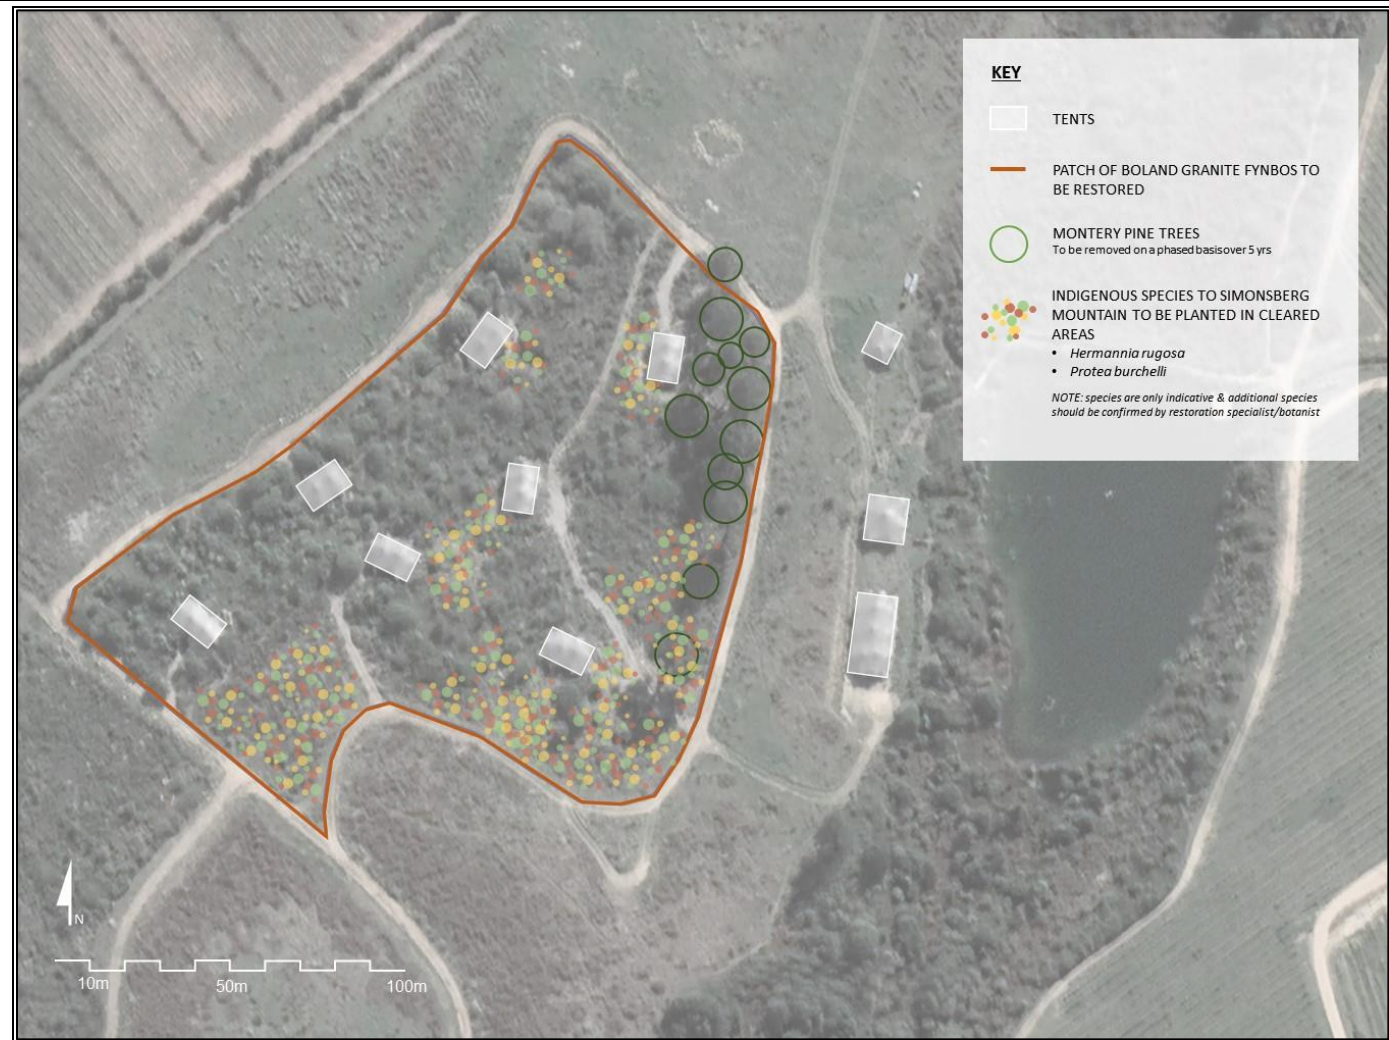 KEY
TENTS
PATCH OF BOLAND GRANITE FYNBOS TO
BE RESTORED
MONTERY PINE TREES
To be removed on a phased basisover 5 yrs
INDIGENOUS SPECIES TO SIMONSBERG
MOUNTAIN TO BE PLANTED IN CLEARED
AREAS
• Hermannia rugosa
• Protea burchelli
NOTE: species are only indicative & additional species
should be confirmed by restoration specialist/botanist
N
10m 50m 100m